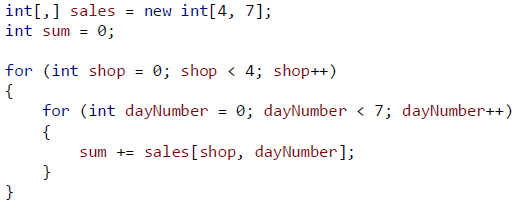 int[,] sales = new int[4, 7];
int sum = 0;

for (int shop = 0; shop < 4; shop++)
{
    for (int dayNumber = 0; dayNumber < 7; dayNumber++)
    {
        sum += sales[shop, dayNumber];
    }
}